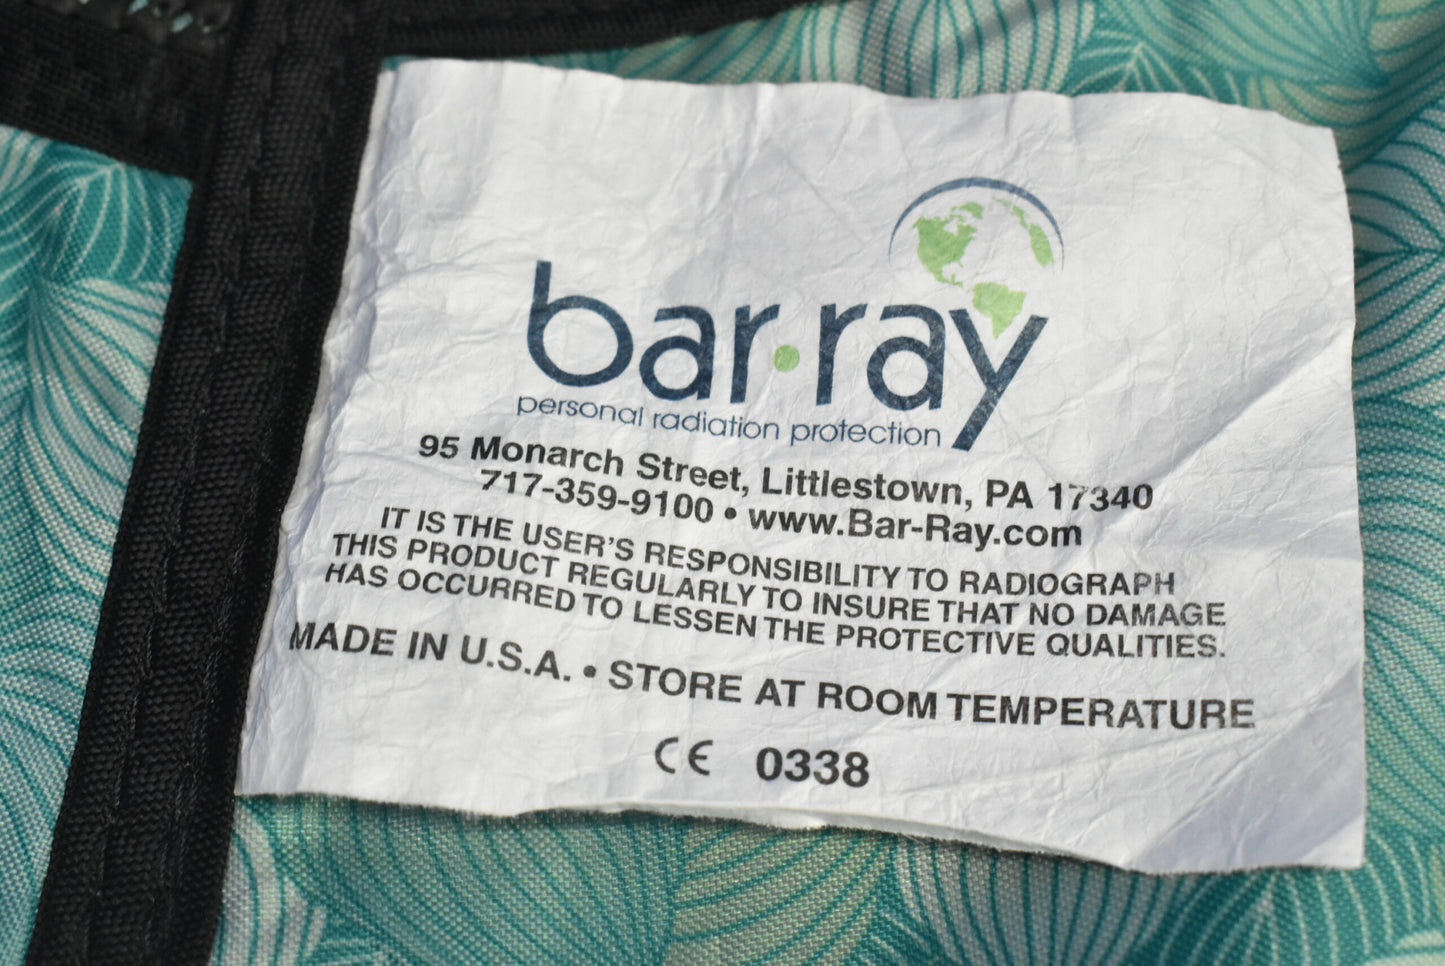 bar·ray
personal radiation protection
95 Monarch Street, Littlestown, PA 17340
717-359-9100 • www.Bar-Ray.com
IT IS THE USER'S RESPONSIBILITY TO RADIOGRAPH
THIS PRODUCT REGULARLY TO INSURE THAT NO DAMAGE
HAS OCCURRED TO LESSEN THE PROTECTIVE QUALITIES.
MADE IN U.S.A. • STORE AT ROOM TEMPERATURE
CE 0338